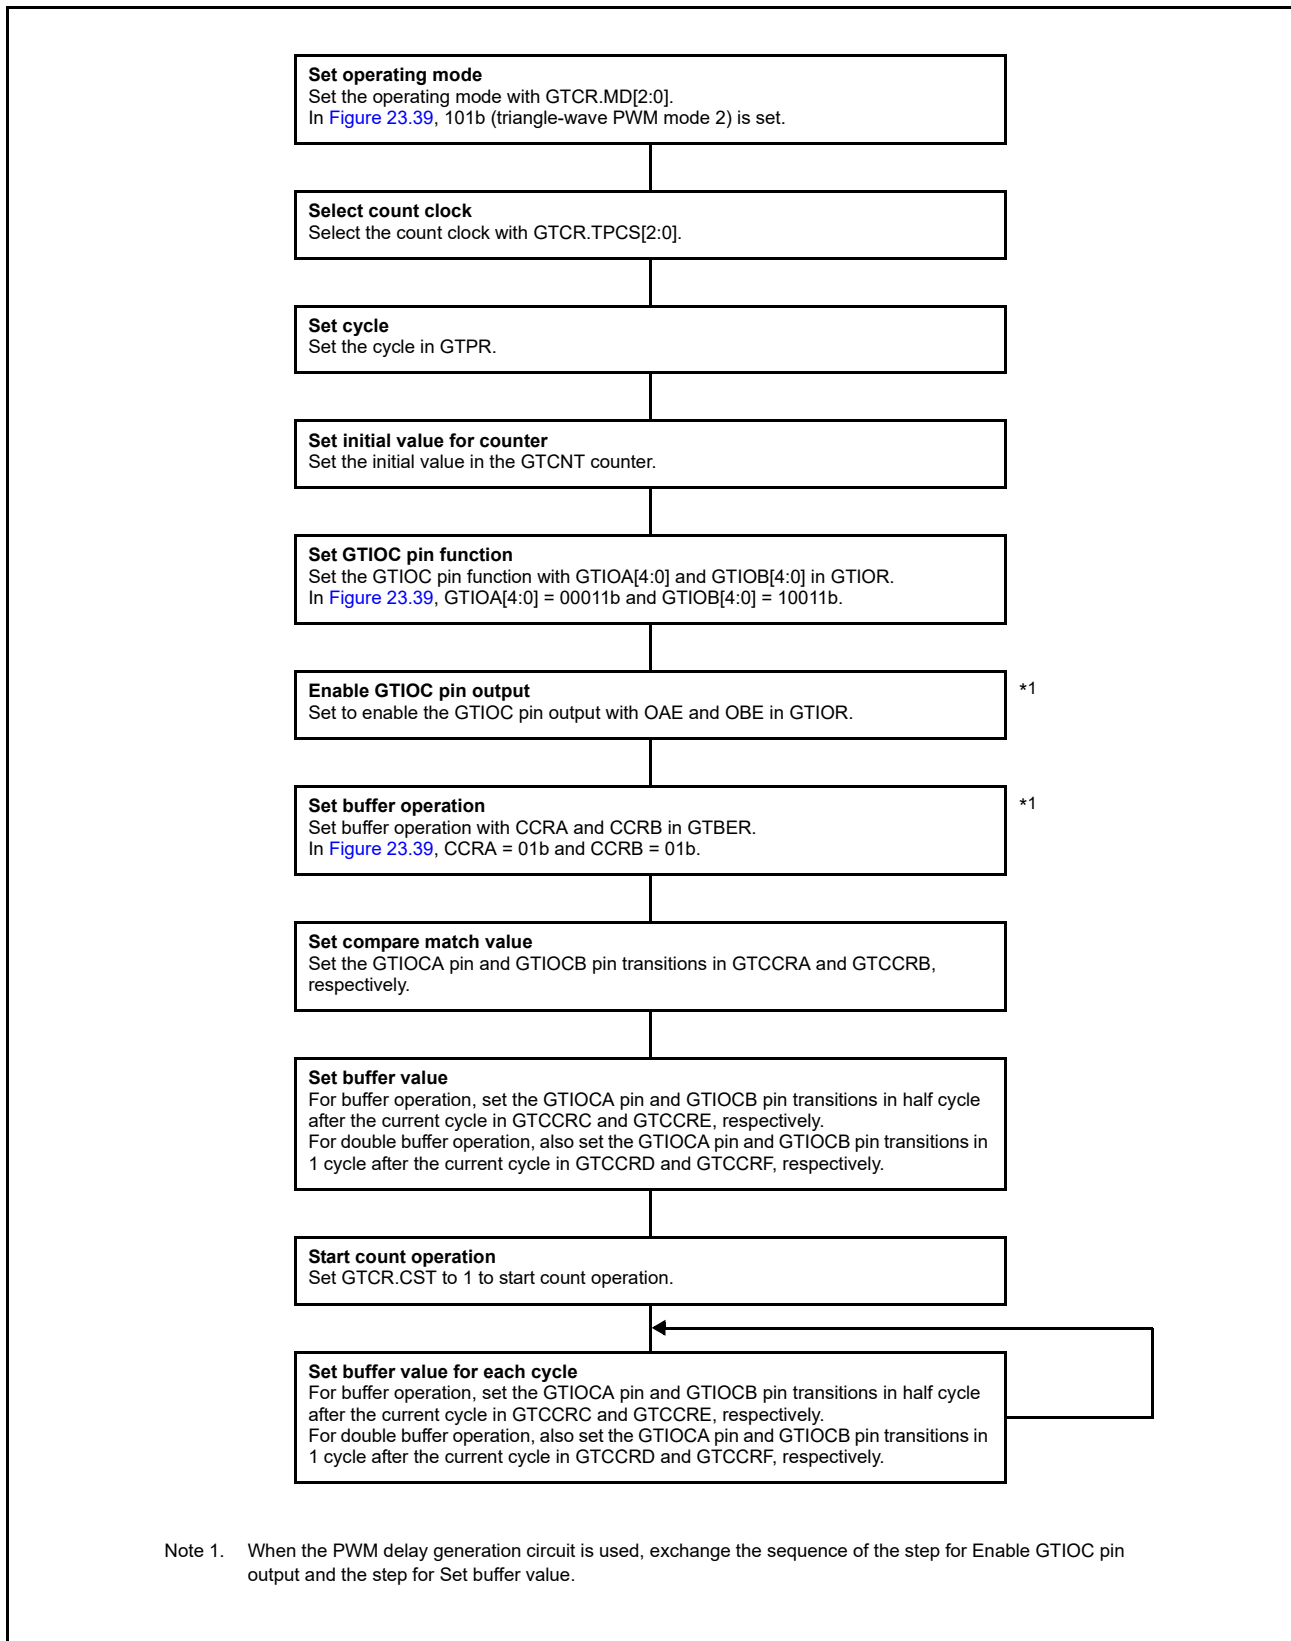 Set operating mode
Set the operating mode with GTCR.MD[2:0].
In Figure 23.39, 101b (triangle-wave PWM mode 2) is set.
Select count clock
Select the count clock with GTCR.TPCS[2:0].
Set cycle
Set the cycle in GTPR.
Set initial value for counter
Set the initial value in the GTCNT counter.
Set GTIOC pin function
Set the GTIOC pin function with GTIOA[4:0] and GTIOB[4:0] in GTIOR.
In Figure 23.39, GTIOA[4:0] = 00011b and GTIOB[4:0] = 10011b.
Enable GTIOC pin output
Set to enable the GTIOC pin output with OAE and OBE in GTIOR.
*1
Set buffer operation
Set buffer operation with CCRA and CCRB in GTBER.
In Figure 23.39, CCRA = 01b and CCRB = 01b.
*1
Set compare match value
Set the GTIOCA pin and GTIOCB pin transitions in GTCCRA and GTCCRB,
respectively.
Set buffer value
For buffer operation, set the GTIOCA pin and GTIOCB pin transitions in half cycle
after the current cycle in GTCCRC and GTCCRE, respectively.
For double buffer operation, also set the GTIOCA pin and GTIOCB pin transitions in
1 cycle after the current cycle in GTCCRD and GTCCRF, respectively.
Start count operation
Set GTCR.CST to 1 to start count operation.
Set buffer value for each cycle
For buffer operation, set the GTIOCA pin and GTIOCB pin transitions in half cycle
after the current cycle in GTCCRC and GTCCRE, respectively.
For double buffer operation, also set the GTIOCA pin and GTIOCB pin transitions in
1 cycle after the current cycle in GTCCRD and GTCCRF, respectively.
Note 1. When the PWM delay generation circuit is used, exchange the sequence of the step for Enable GTIOC pin
output and the step for Set buffer value.